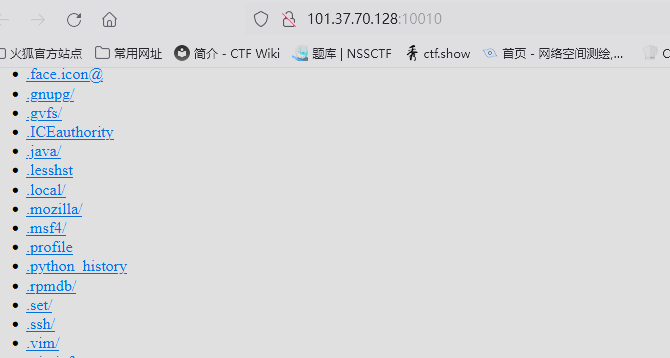 101.37.70.128:10010
火狐官方站点 常用网址 简介 - CTF Wiki 题库 | NSSCTF ctf.show 首页 - 网络空间测绘,...
.face.icon@
.gnupg/
.gvfs/
.ICEauthority
.java/
.lesshst
.local/
.mozilla/
.msf4/
.profile
.python_history
.rpmdb/
.set/
.ssh/
.vim/